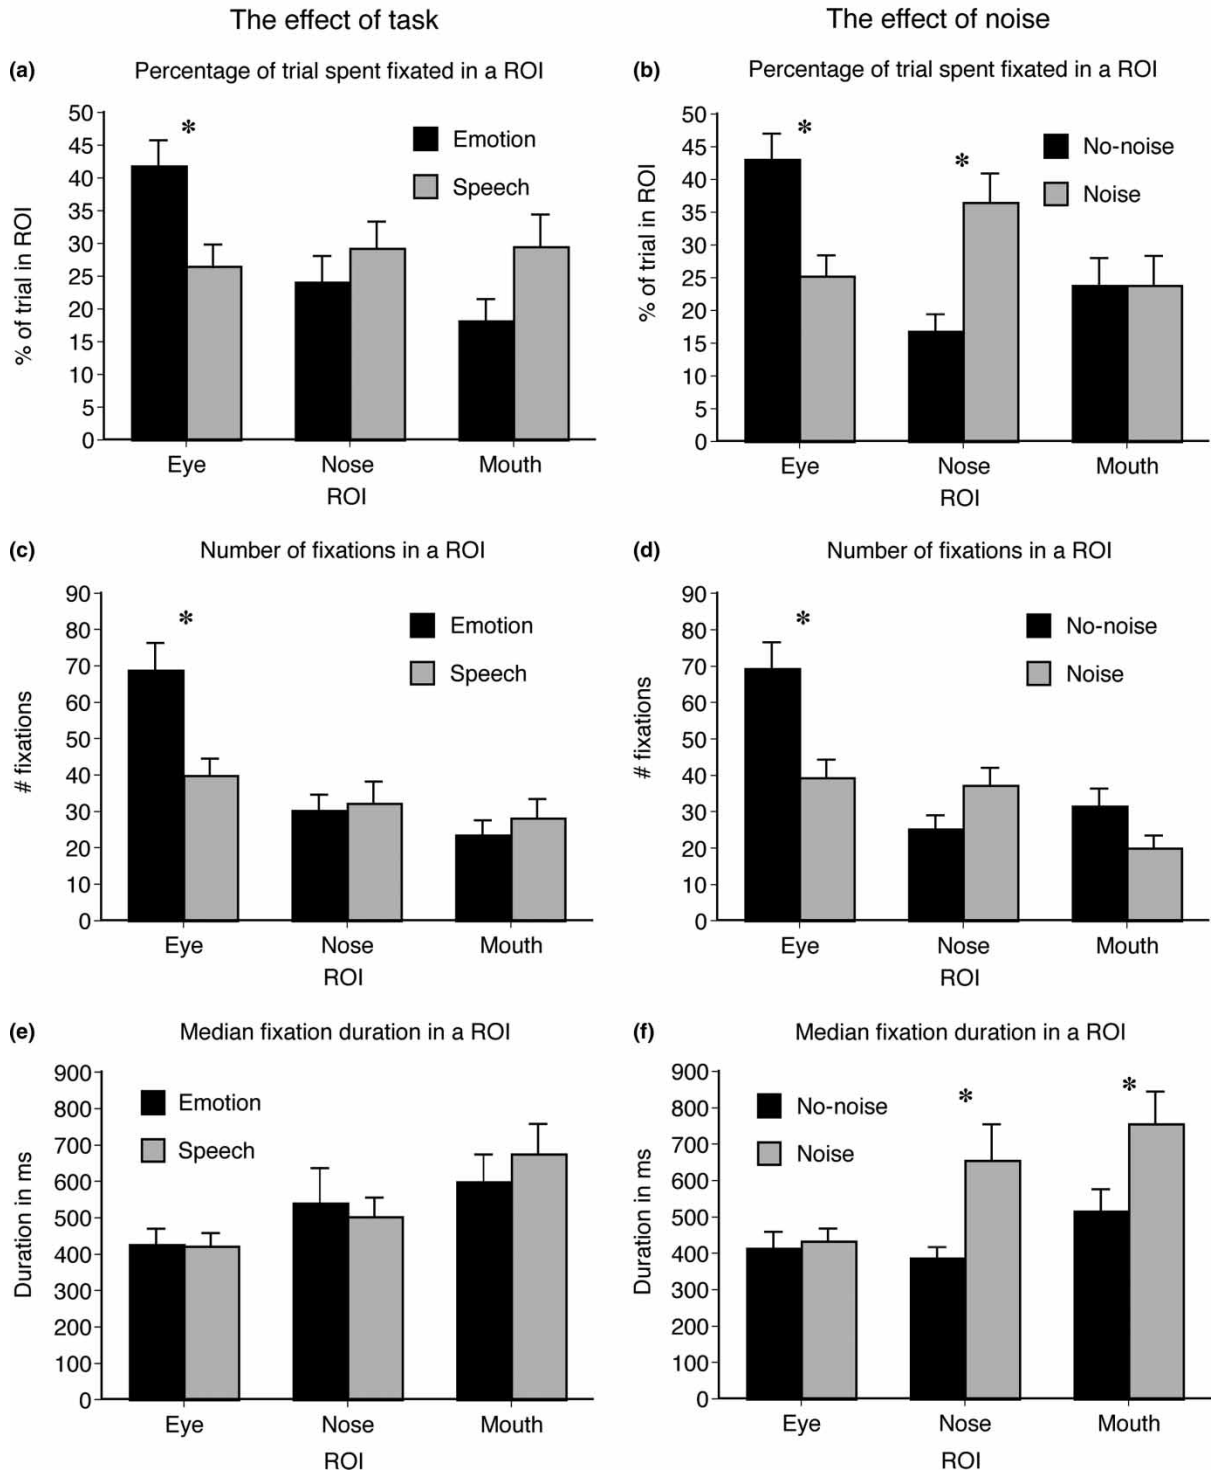 The effect of task
The effect of noise
(a) Percentage of trial spent fixated in a ROI
50
45
40
35
30
25
20
15
10
5
0
% of trial in ROI
*
Emotion
Speech
Eye Nose Mouth
ROI
(b) Percentage of trial spent fixated in a ROI
50
45
40
35
30
25
20
15
10
5
0
% of trial in ROI
*
*
No-noise
Noise
Eye Nose Mouth
ROI
(c) Number of fixations in a ROI
90
80
70
60
50
40
30
20
10
0
# fixations
*
Emotion
Speech
Eye Nose Mouth
ROI
(d) Number of fixations in a ROI
90
80
70
60
50
40
30
20
10
0
# fixations
*
No-noise
Noise
Eye Nose Mouth
ROI
(e) Median fixation duration in a ROI
900
800
700
600
500
400
300
200
100
0
Duration in ms
Emotion
Speech
Eye Nose Mouth
ROI
(f) Median fixation duration in a ROI
900
800
700
600
500
400
300
200
100
0
Duration in ms
*
*
No-noise
Noise
Eye Nose Mouth
ROI